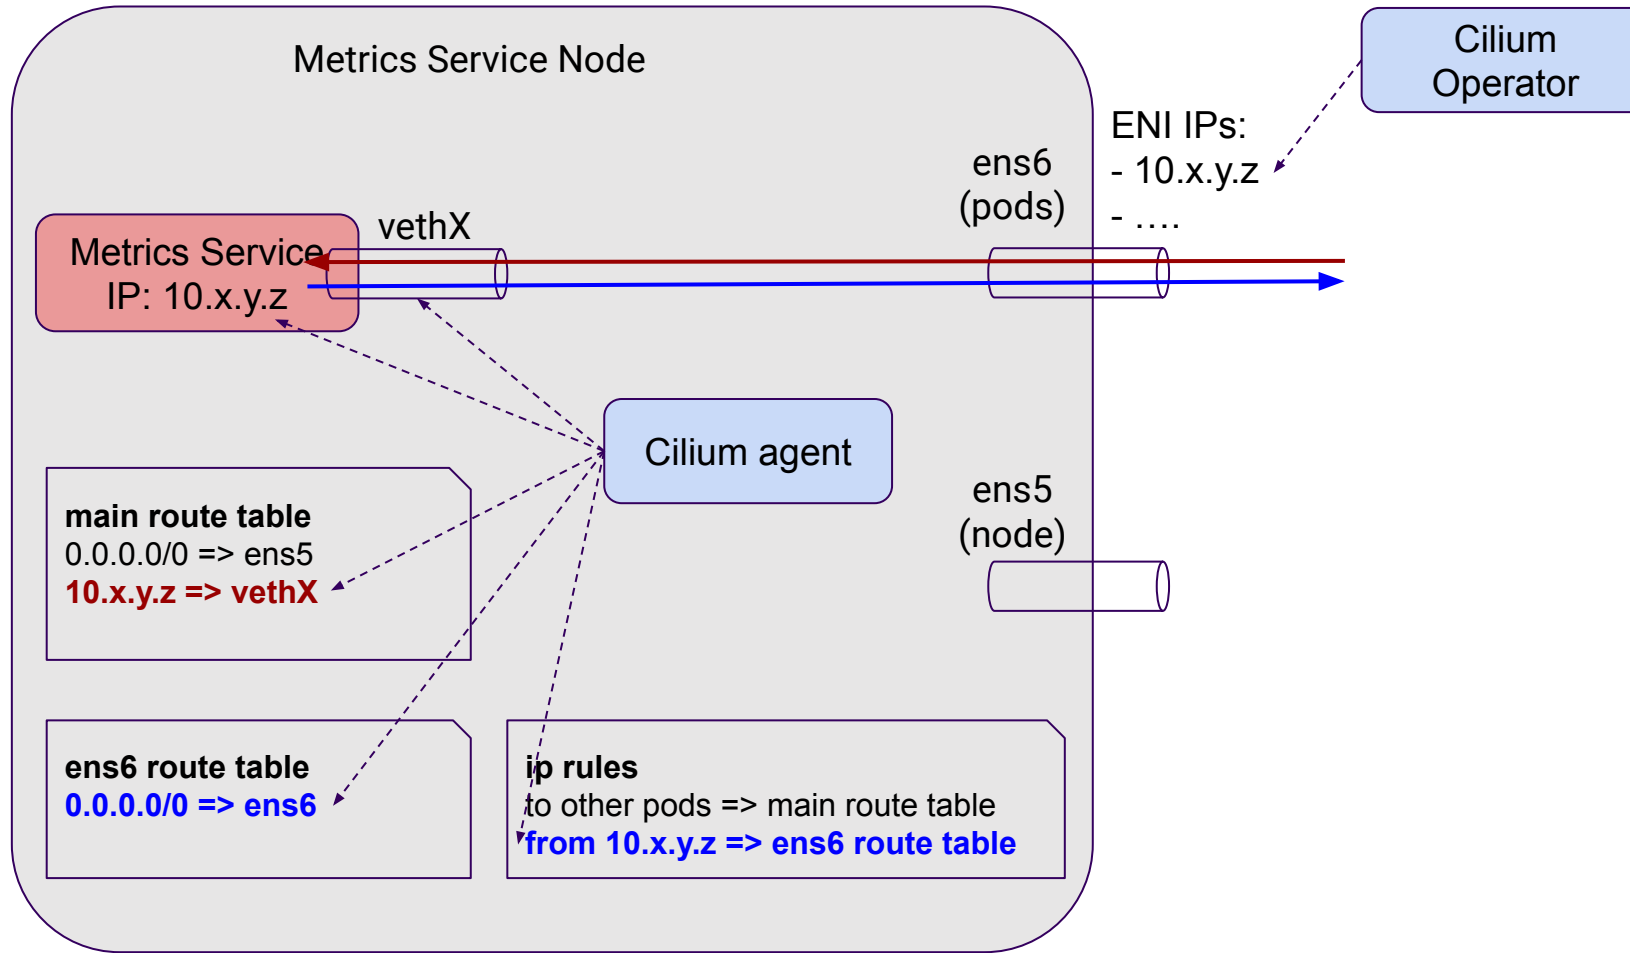 Metrics Service Node
Cilium
Operator
ENI IPs:
- 10.x.y.z
- ....
ens6
(pods)
vethX
Metrics Service
IP: 10.x.y.z
Cilium agent
ens5
(node)
main route table
0.0.0.0/0 => ens5
10.x.y.z => vethX
ens6 route table
0.0.0.0/0 => ens6
ip rules
to other pods => main route table
from 10.x.y.z => ens6 route table